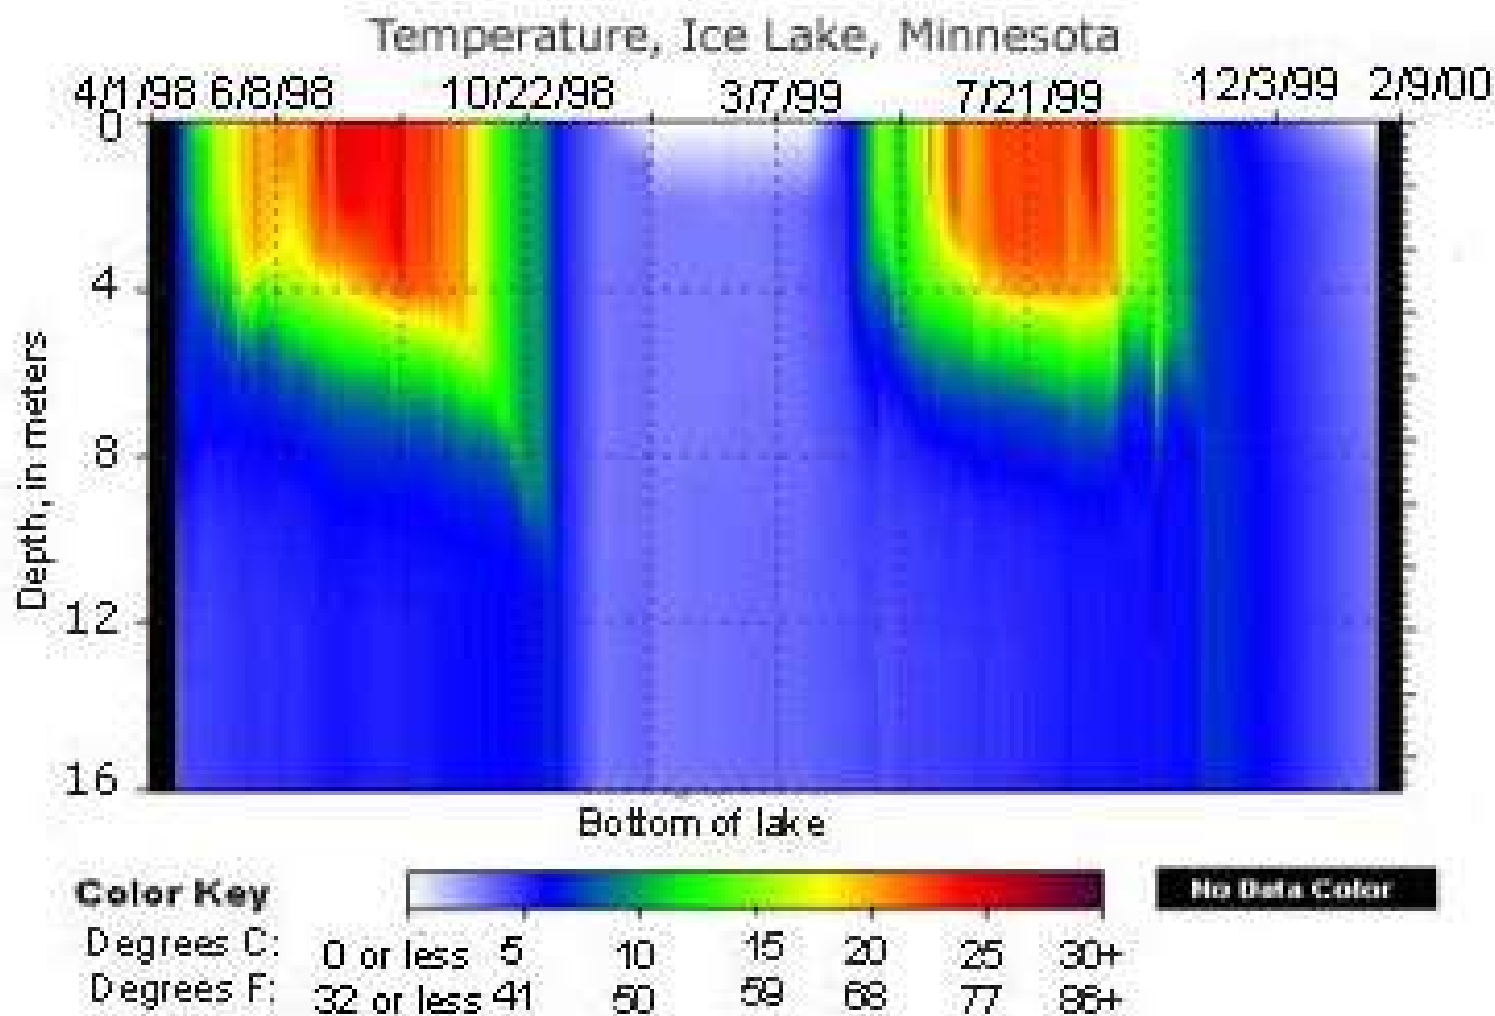 Temperature, Ice Lake, Minnesota
4/1/98 6/8/98 10/22/98 3/7/99 7/21/99 12/3/99 2/9/00
0
4
8
12
16
Depth, in meters
Bottom of lake
Color Key
No Data Color
Degrees C: 0 or less 5 10 15 20 25 30+
Degrees F: 32 or less 41 50 59 68 77 86+